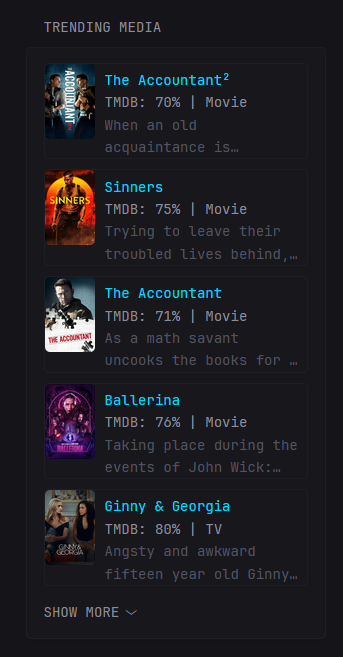 TRENDING MEDIA
THE ACCOUNTANT
The Accountant²
TMDB: 70% | Movie
When an old
acquaintance is…
SINNERS
Sinners
TMDB: 75% | Movie
Trying to leave their
troubled lives behind,…
THE ACCOUNTANT
The Accountant
TMDB: 71% | Movie
As a math savant
uncooks the books for …
BALLERINA
Ballerina
TMDB: 76% | Movie
Taking place during the
events of John Wick:…
GINNY &
GEORGIA
Ginny & Georgia
TMDB: 80% | TV
Angsty and awkward
fifteen year old Ginny…
SHOW MORE